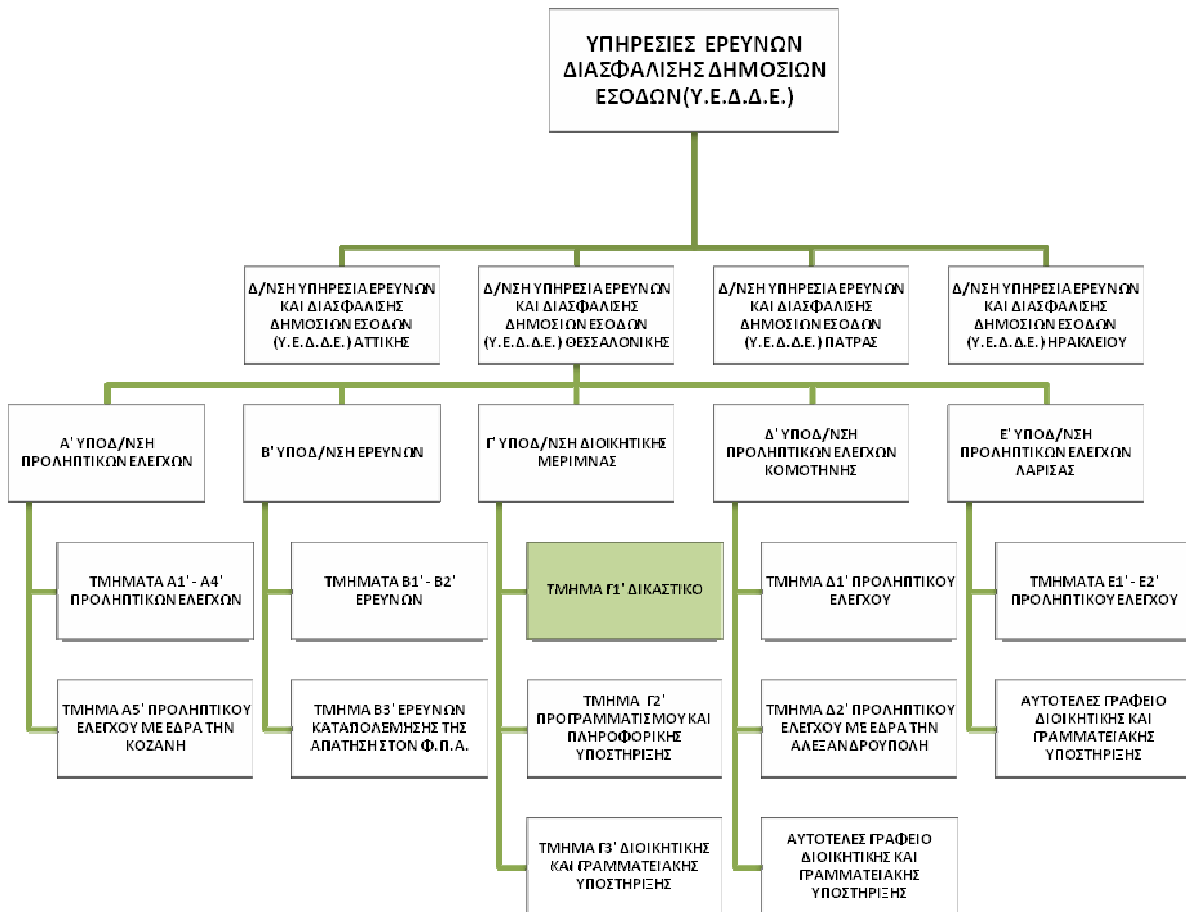 ΥΠΗΡΕΣΙΕΣ ΕΡΕΥΝΩΝ
ΔΙΑΣΦΑΛΙΣΗΣ ΔΗΜΟΣΙΩΝ
ΕΣΟΔΩΝ(Υ.Ε.Δ.Δ.Ε.)
Δ/ΝΣΗ ΥΠΗΡΕΣΙΑ ΕΡΕΥΝΩΝ
ΚΑΙ ΔΙΑΣΦΑΛΙΣΗΣ
ΔΗΜΟΣΙΩΝ ΕΣΟΔΩΝ
(Υ.Ε.Δ.Δ.Ε.) ΑΤΤΙΚΗΣ
Δ/ΝΣΗ ΥΠΗΡΕΣΙΑ ΕΡΕΥΝΩΝ
ΚΑΙ ΔΙΑΣΦΑΛΙΣΗΣ
ΔΗΜΟΣΙΩΝ ΕΣΟΔΩΝ
(Υ.Ε.Δ.Δ.Ε.) ΘΕΣΣΑΛΟΝΙΚΗΣ
Δ/ΝΣΗ ΥΠΗΡΕΣΙΑ ΕΡΕΥΝΩΝ
ΚΑΙ ΔΙΑΣΦΑΛΙΣΗΣ
ΔΗΜΟΣΙΩΝ ΕΣΟΔΩΝ
(Υ.Ε.Δ.Δ.Ε.) ΠΑΤΡΑΣ
Δ/ΝΣΗ ΥΠΗΡΕΣΙΑ ΕΡΕΥΝΩΝ
ΚΑΙ ΔΙΑΣΦΑΛΙΣΗΣ
ΔΗΜΟΣΙΩΝ ΕΣΟΔΩΝ
(Υ.Ε.Δ.Δ.Ε.) ΗΡΑΚΛΕΙΟΥ
Α' ΥΠΟΔ/ΝΣΗ
ΠΡΟΛΗΠΤΙΚΩΝ ΕΛΕΓΧΩΝ
Β' ΥΠΟΔ/ΝΣΗ ΕΡΕΥΝΩΝ
Γ' ΥΠΟΔ/ΝΣΗ ΔΙΟΙΚΗΤΙΚΗΣ
ΜΕΡΙΜΝΑΣ
Δ' ΥΠΟΔ/ΝΣΗ
ΠΡΟΛΗΠΤΙΚΩΝ ΕΛΕΓΧΩΝ
ΚΟΜΟΤΗΝΗΣ
Ε' ΥΠΟΔ/ΝΣΗ
ΠΡΟΛΗΠΤΙΚΩΝ ΕΛΕΓΧΩΝ
ΛΑΡΙΣΑΣ
ΤΜΗΜΑΤΑ Α1' - Α4'
ΠΡΟΛΗΠΤΙΚΩΝ ΕΛΕΓΧΩΝ
ΤΜΗΜΑΤΑ Β1' - Β2'
ΕΡΕΥΝΩΝ
ΤΜΗΜΑ Γ1' ΔΙΚΑΣΤΙΚΟ
ΤΜΗΜΑ Δ1' ΠΡΟΛΗΠΤΙΚΟΥ
ΕΛΕΓΧΟΥ
ΤΜΗΜΑΤΑ Ε1' - Ε2'
ΠΡΟΛΗΠΤΙΚΟΥ ΕΛΕΓΧΟΥ
ΤΜΗΜΑ Α5' ΠΡΟΛΗΠΤΙΚΟΥ
ΕΛΕΓΧΟΥ ΜΕ ΕΔΡΑ ΤΗΝ
ΚΟΖΑΝΗ
ΤΜΗΜΑ Β3' ΕΡΕΥΝΩΝ
ΚΑΤΑΠΟΛΕΜΗΣΗΣ ΤΗΣ
ΑΠΑΤΗΣ ΣΤΟΝ Φ.Π.Α.
ΤΜΗΜΑ Γ2'
ΠΡΟΓΡΑΜΜΑΤΙΣΜΟΥ ΚΑΙ
ΠΛΗΡΟΦΟΡΙΚΗΣ
ΥΠΟΣΤΗΡΙΞΗΣ
ΤΜΗΜΑ Δ2' ΠΡΟΛΗΠΤΙΚΟΥ
ΕΛΕΓΧΟΥ ΜΕ ΕΔΡΑ ΤΗΝ
ΑΛΕΞΑΝΔΡΟΥΠΟΛΗ
ΑΥΤΟΤΕΛΕΣ ΓΡΑΦΕΙΟ
ΔΙΟΙΚΗΤΙΚΗΣ ΚΑΙ
ΓΡΑΜΜΑΤΕΙΑΚΗΣ
ΥΠΟΣΤΗΡΙΞΗΣ
ΤΜΗΜΑ Γ3' ΔΙΟΙΚΗΤΙΚΗΣ
ΚΑΙ ΓΡΑΜΜΑΤΕΙΑΚΗΣ
ΥΠΟΣΤΗΡΙΞΗΣ
ΑΥΤΟΤΕΛΕΣ ΓΡΑΦΕΙΟ
ΔΙΟΙΚΗΤΙΚΗΣ ΚΑΙ
ΓΡΑΜΜΑΤΕΙΑΚΗΣ
ΥΠΟΣΤΗΡΙΞΗΣ